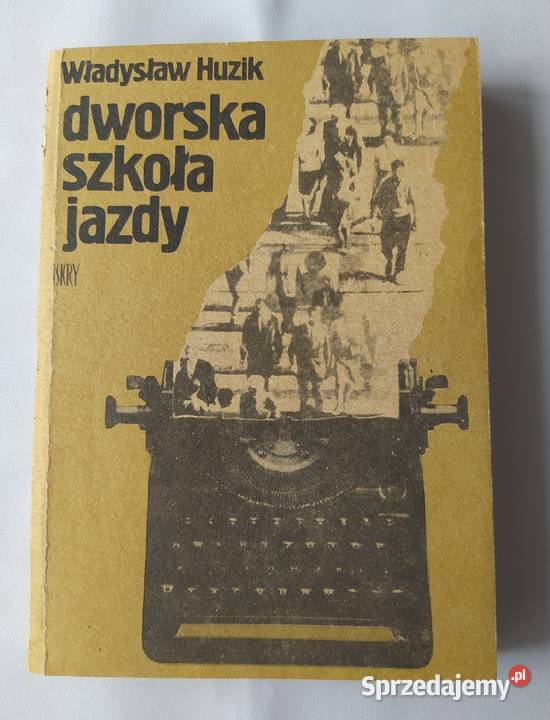 Władysław Huzik
dworska
szkoła
jazdy
ISKRY
Sprzedajemy.pl